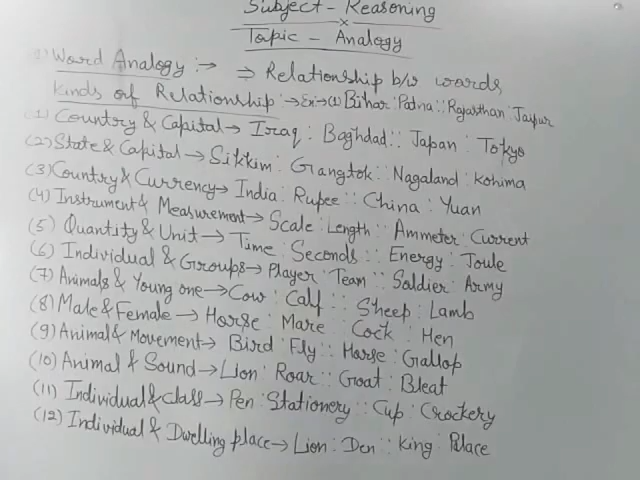 Subject - Reasoning
x
Topic - Analogy
1) Word Analogy :→ ⇒ Relationship b/w words
Kinds of Relationship :→ Ex→(1) Bihar : Patna :: Rajasthan : Jaipur
(1) Country & Capital → Iraq : Baghdad :: Japan : Tokyo
(2) State & Capital → Sikkim : Gangtok :: Nagaland : Kohima
(3) Country & Currency → India : Rupee :: China : Yuan
(4) Instrument & Measurement → Scale : Length :: Ammeter : Current
(5) Quantity & Unit → Time : Seconds :: Energy : Joule
(6) Individual & Groups → Player : Team :: Soldier : Army
(7) Animals & Young one → Cow : Calf :: Sheep : Lamb
(8) Male & Female → Horse : Mare :: Cock : Hen
(9) Animal & Movement → Bird : Fly :: Horse : Gallop
(10) Animal & Sound → Lion : Roar :: Goat : Bleat
(11) Individual & class → Pen : Stationery :: Cup : Crockery
(12) Individual & Dwelling place → Lion : Den :: King : Palace